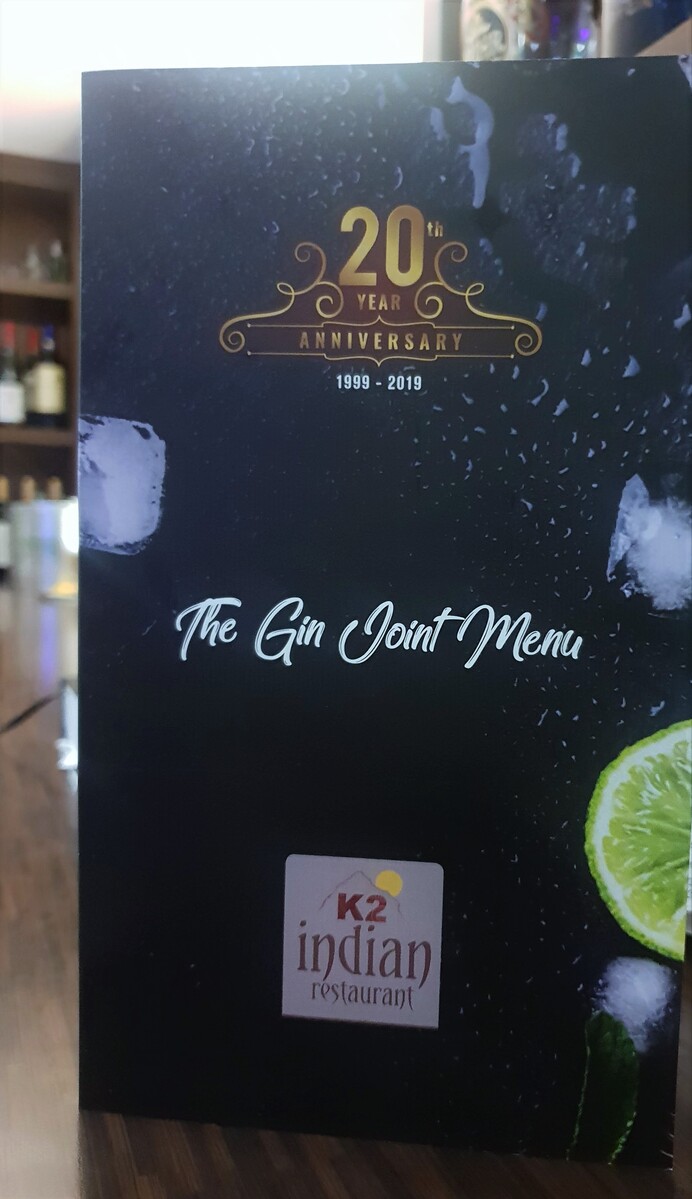 20th
YEAR
ANNIVERSARY
1999 - 2019
The Gin Joint Menu
K2
indian
restaurant